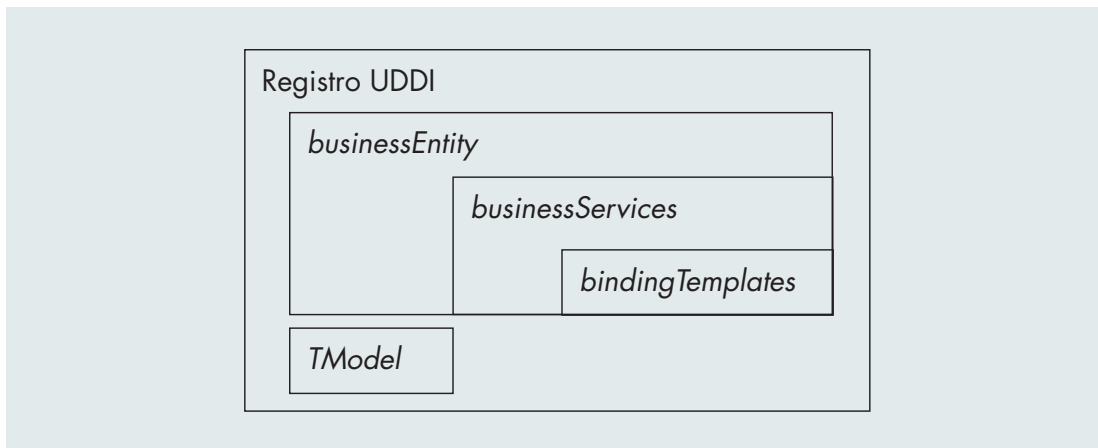 Registro UDDI
businessEntity
businessServices
bindingTemplates
TModel